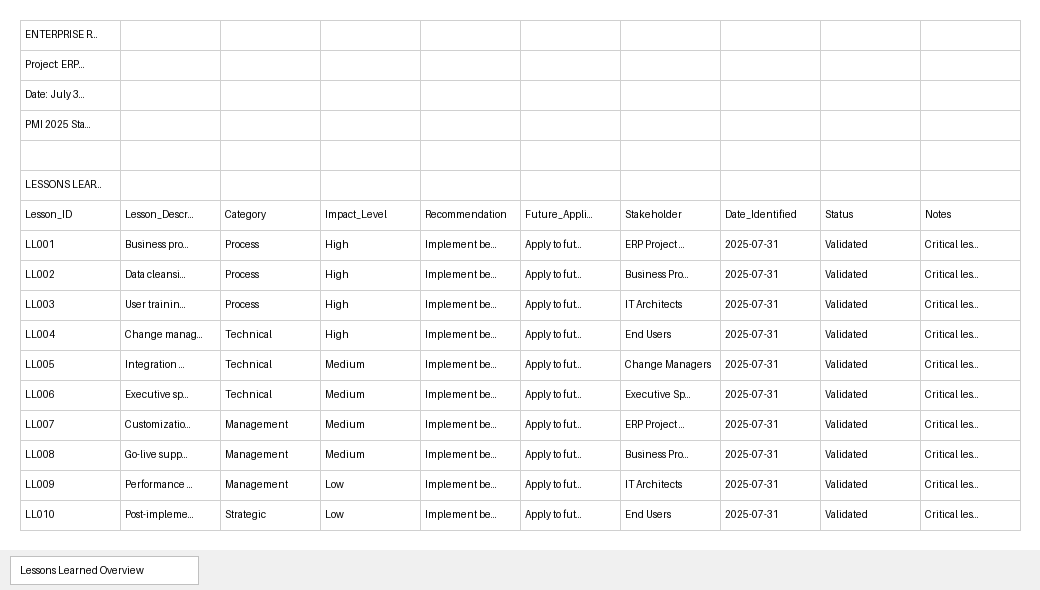 ENTERPRISE R...
Project: ERP...
Date: July 3...
PMI 2025 Sta...
LESSONS LEAR...
Lesson_ID Lesson_Descr... Category Impact_Level Recommendation Future_Appli... Stakeholder Date_Identified Status Notes
LL001 Business pro... Process High Implement be... Apply to fut... ERP Project ... 2025-07-31 Validated Critical les...
LL002 Data cleansi... Process High Implement be... Apply to fut... Business Pro... 2025-07-31 Validated Critical les...
LL003 User trainin... Process High Implement be... Apply to fut... IT Architects 2025-07-31 Validated Critical les...
LL004 Change manag... Technical High Implement be... Apply to fut... End Users 2025-07-31 Validated Critical les...
LL005 Integration ... Technical Medium Implement be... Apply to fut... Change Managers 2025-07-31 Validated Critical les...
LL006 Executive sp... Technical Medium Implement be... Apply to fut... Executive Sp... 2025-07-31 Validated Critical les...
LL007 Customizatio... Management Medium Implement be... Apply to fut... ERP Project ... 2025-07-31 Validated Critical les...
LL008 Go-live supp... Management Medium Implement be... Apply to fut... Business Pro... 2025-07-31 Validated Critical les...
LL009 Performance ... Management Low Implement be... Apply to fut... IT Architects 2025-07-31 Validated Critical les...
LL010 Post-impleme... Strategic Low Implement be... Apply to fut... End Users 2025-07-31 Validated Critical les...
Lessons Learned Overview